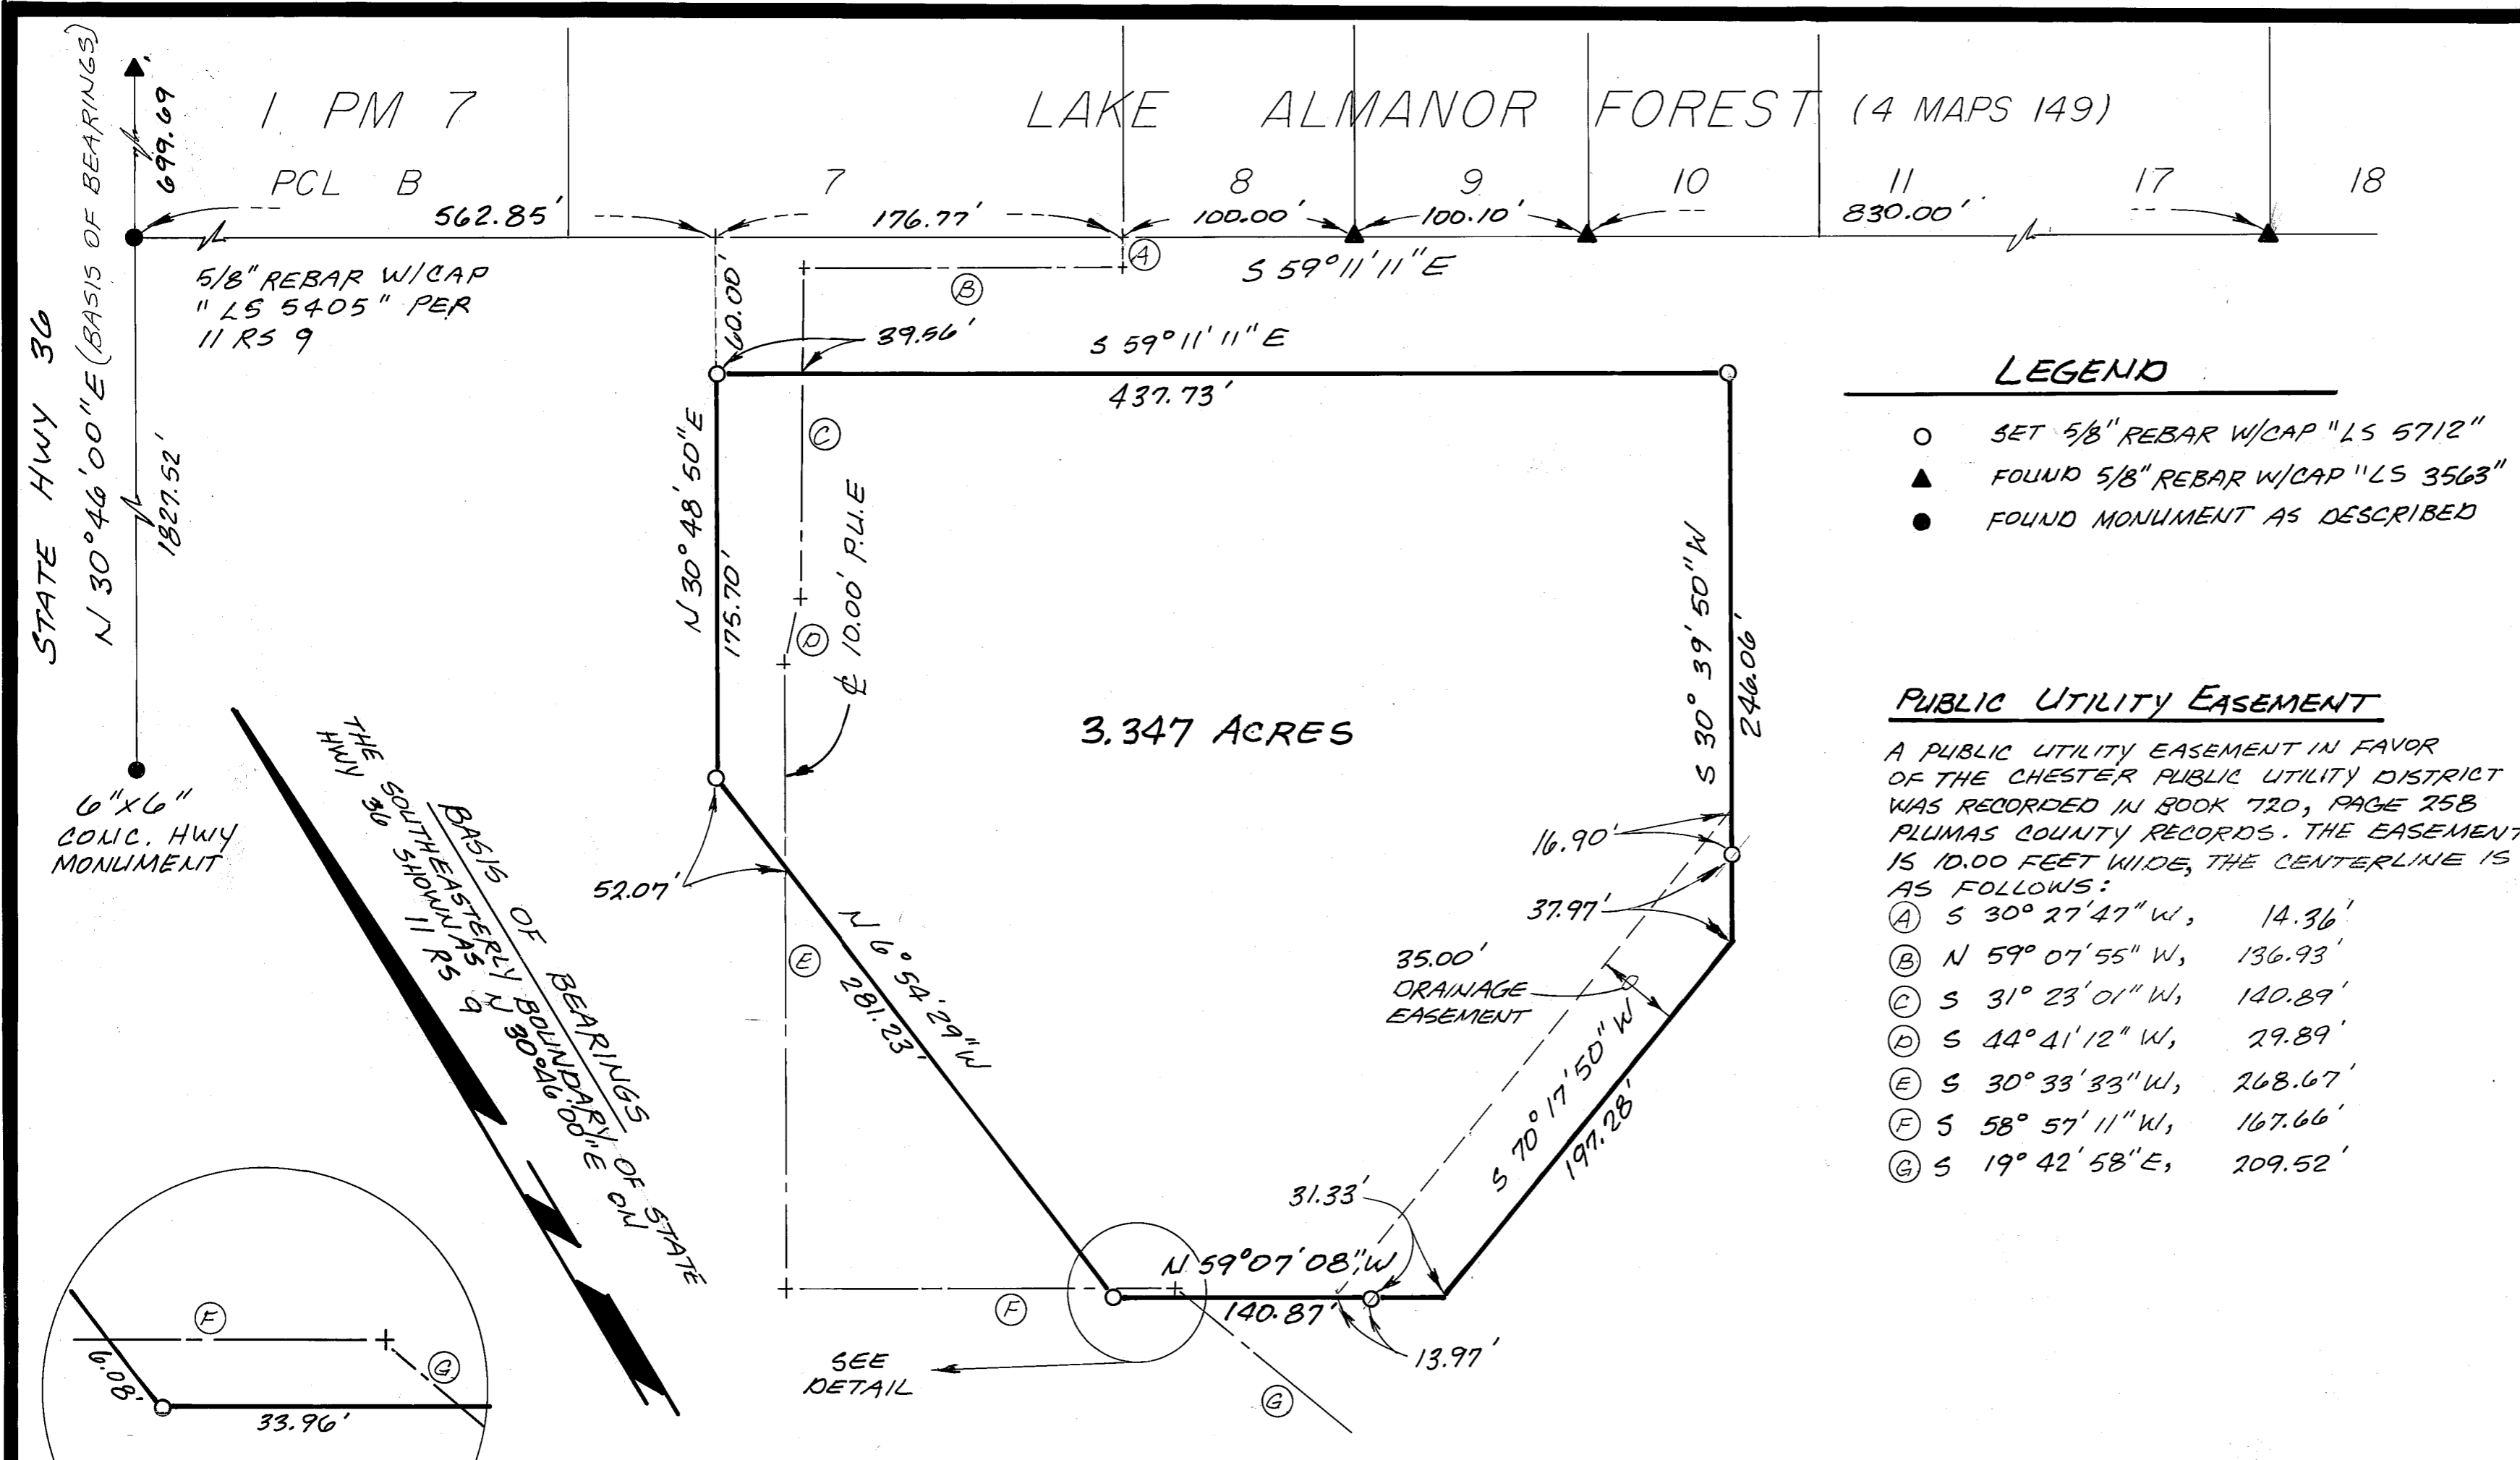 1 PM 7
LAKE ALMANOR FOREST (4 MAPS 149)
PCL B
7
8
9
10
11
17
18
562.85'
176.77'
100.00'
100.10'
830.00'
699.69'
N 30°46'00"E (BASIS OF BEARINGS)
STATE HWY 36
1827.52'
5/8" REBAR W/CAP
"LS 5405" PER
11 RS 9
60.00'
A
B
S 59°11'11"E
39.56'
S 59°11'11"E
437.73'
C
N 30°48'50"E
175.70'
D
℄ 10.00' P.U.E
3.347 ACRES
S 30°39'50"W
246.06'
LEGEND
SET 5/8" REBAR W/CAP "LS 5712"
FOUND 5/8" REBAR W/CAP "LS 3563"
FOUND MONUMENT AS DESCRIBED
6"X6"
CONC. HWY
MONUMENT
BASIS OF BEARINGS
THE SOUTHEASTERLY BOUNDARY OF STATE
HWY 36 SHOWN AS N 30°46'00"E ON
11 RS 9
52.07'
E
N 6°54'29"W
281.23'
16.90'
37.97'
35.00'
DRAINAGE
EASEMENT
S 70°17'50"W
197.28'
31.33'
N 59°07'08"W
140.87'
13.97'
F
G
SEE
DETAIL
F
G
6.08'
33.96'
PUBLIC UTILITY EASEMENT
A PUBLIC UTILITY EASEMENT IN FAVOR
OF THE CHESTER PUBLIC UTILITY DISTRICT
WAS RECORDED IN BOOK 720, PAGE 258
PLUMAS COUNTY RECORDS. THE EASEMENT
IS 10.00 FEET WIDE, THE CENTERLINE IS
AS FOLLOWS:
A S 30°27'47"W, 14.36'
B N 59°07'55"W, 136.93'
C S 31°23'01"W, 140.89'
D S 44°41'12"W, 29.89'
E S 30°33'33"W, 268.67'
F S 58°57'11"W, 167.66'
G S 19°42'58"E, 209.52'